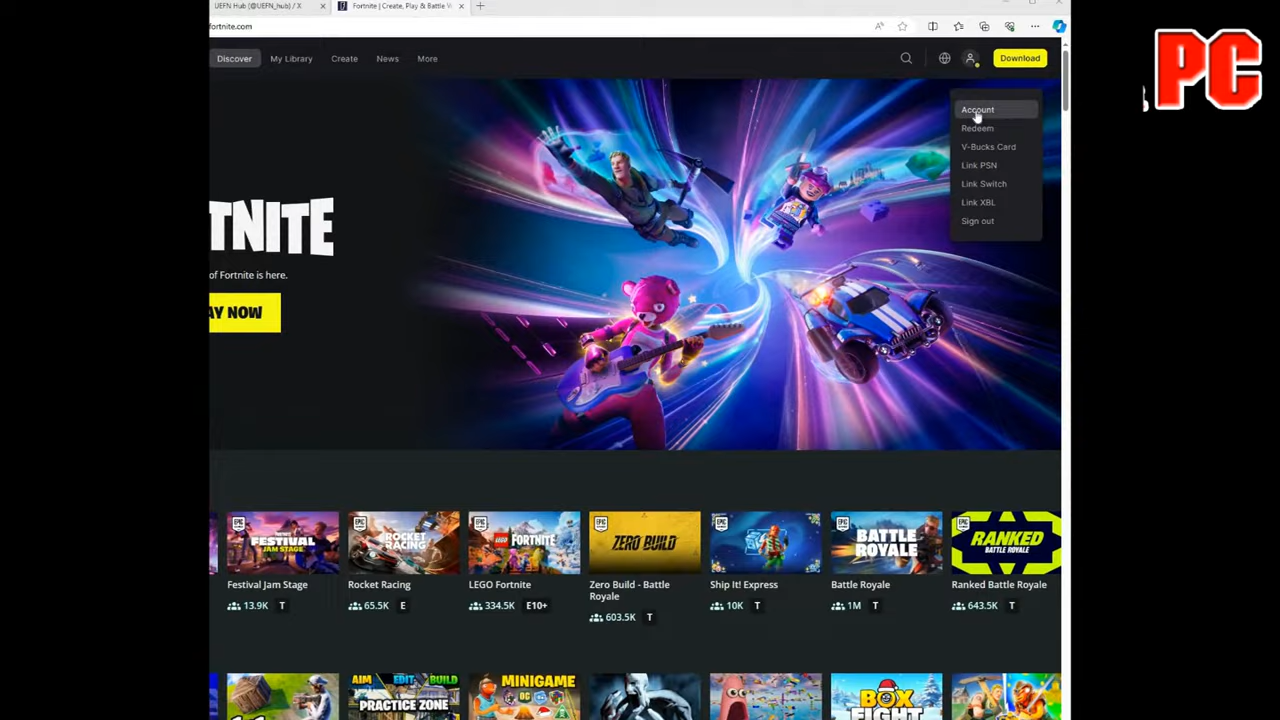 UEFN Hub (@UEFN_hub) / X
Fortnite | Create, Play & Battle
fortnite.com
Discover
My Library
Create
News
More
Download
PC
Account
Redeem
V-Bucks Card
Link PSN
Link Switch
Link XBL
Sign out
TNITE
of Fortnite is here.
AY NOW
FESTIVAL
JAM STAGE
ROCKET
RACING
LEGO FORTNITE
ZERO BUILD
BATTLE
ROYALE
RANKED
BATTLE ROYALE
Festival Jam Stage
Rocket Racing
LEGO Fortnite
Zero Build - Battle
Royale
Ship It! Express
Battle Royale
Ranked Battle Royale
13.9K T
65.5K E
334.5K E10+
603.5K T
10K T
1M T
643.5K T
AIM EDIT BUILD
PRACTICE ZONE
MINIGAME
BOX
FIGHT